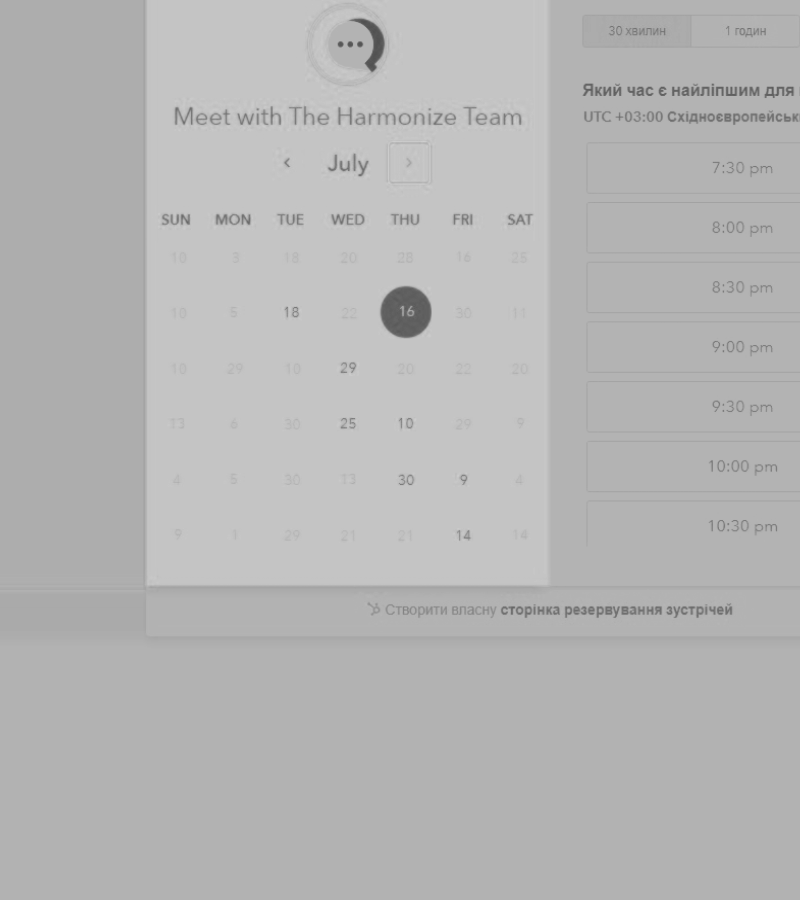 Meet with The Harmonize Team
July
SUN MON TUE WED THU FRI SAT
10 3 18 20 28 14 25
10 5 18 22 16 30 11
10 29 10 29 20 22 20
13 6 30 25 10 29 9
4 5 30 13 30 9 4
9 1 29 21 21 14 14
30 хвилин 1 годин
Який час є найліпшим для
UTC +03:00 Східноєвропейськ
7:30 pm
8:00 pm
8:30 pm
9:00 pm
9:30 pm
10:00 pm
10:30 pm
Створити власну сторінка резервування зустрічей